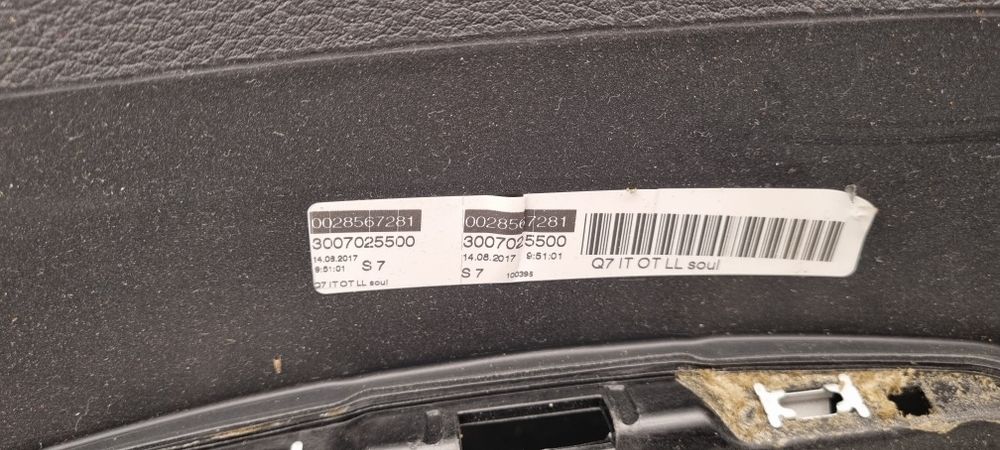 0028567281
3007025500
14.08.2017
9:51:01 S 7
Q7 IT OT LL soul
0028567281
3007025500
14.08.2017 9:51:01
S 7 100395
Q7 IT OT LL soul